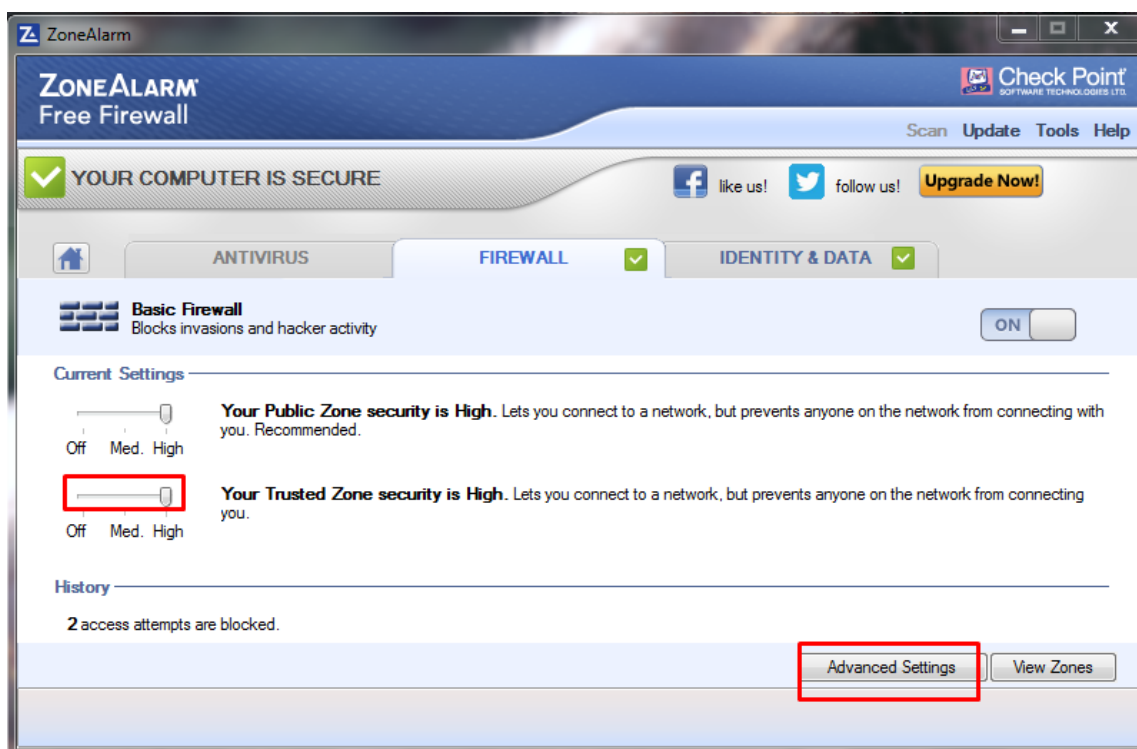 ZoneAlarm
ZONEALARM
Free Firewall
Check Point
SOFTWARE TECHNOLOGIES LTD.
Scan Update Tools Help
YOUR COMPUTER IS SECURE
like us! follow us! Upgrade Now!
ANTIVIRUS FIREWALL IDENTITY & DATA
Basic Firewall
Blocks invasions and hacker activity
ON
Current Settings
Your Public Zone security is High. Lets you connect to a network, but prevents anyone on the network from connecting with
you. Recommended.
Off Med. High
Your Trusted Zone security is High. Lets you connect to a network, but prevents anyone on the network from connecting
you.
Off Med. High
History
2 access attempts are blocked.
Advanced Settings View Zones